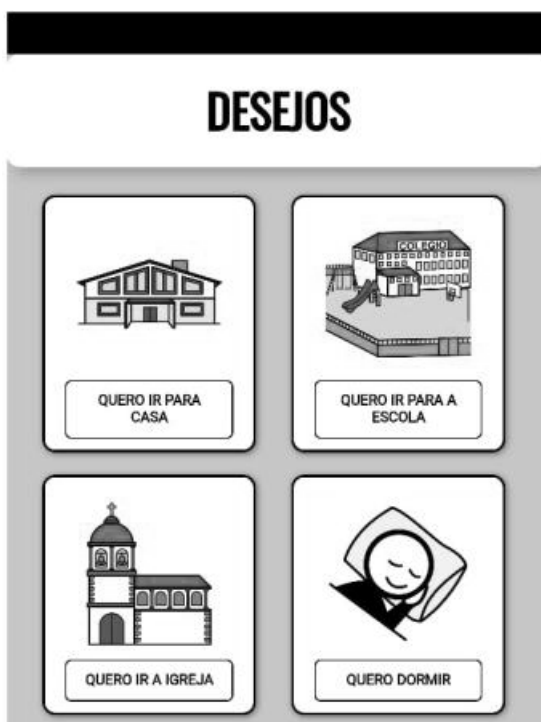 DESEJOS
COLEGIO
QUERO IR PARA
CASA
QUERO IR PARA A
ESCOLA
QUERO IR A IGREJA
QUERO DORMIR